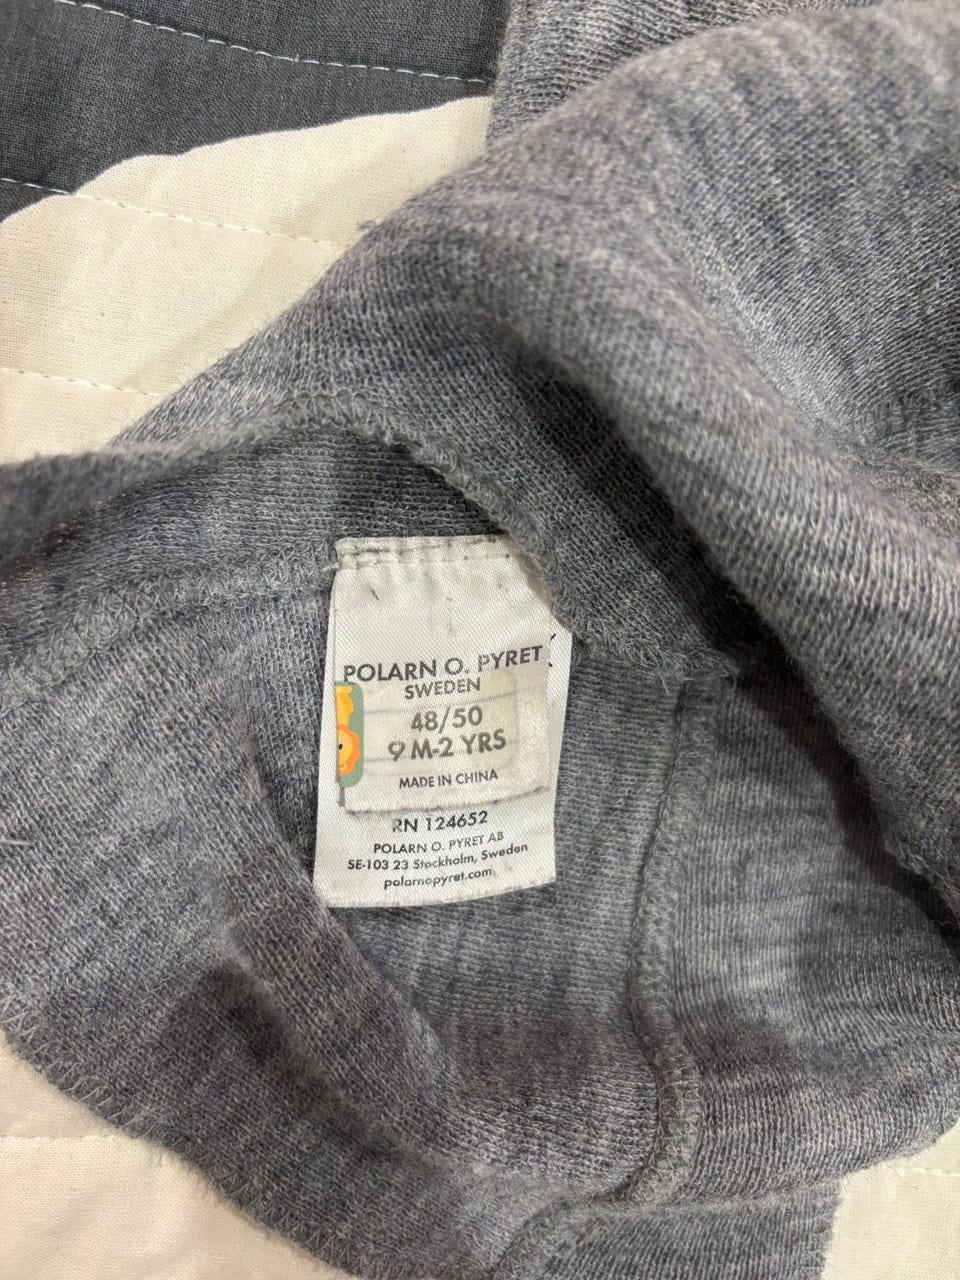 POLARN O. PYRET
SWEDEN
48/50
9 M-2 YRS
MADE IN CHINA
RN 124652
POLARN O. PYRET AB
SE-103 23 Stockholm, Sweden
polarnopyret.com